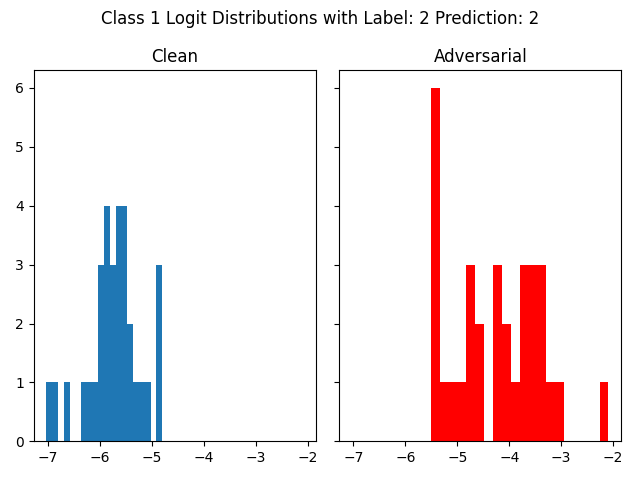 Class 1 Logit Distributions with Label: 2 Prediction: 2
Clean
Adversarial
6
5
4
3
2
1
0
−7 −6 −5 −4 −3 −2
−7 −6 −5 −4 −3 −2